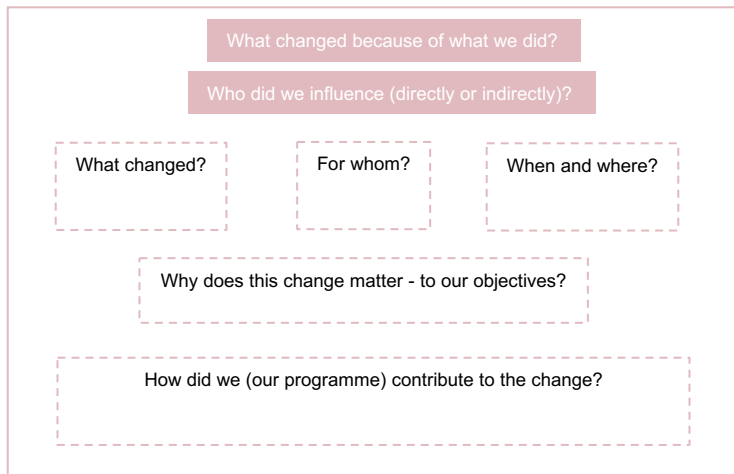 What changed because of what we did?
Who did we influence (directly or indirectly)?
What changed?
For whom?
When and where?
Why does this change matter - to our objectives?
How did we (our programme) contribute to the change?